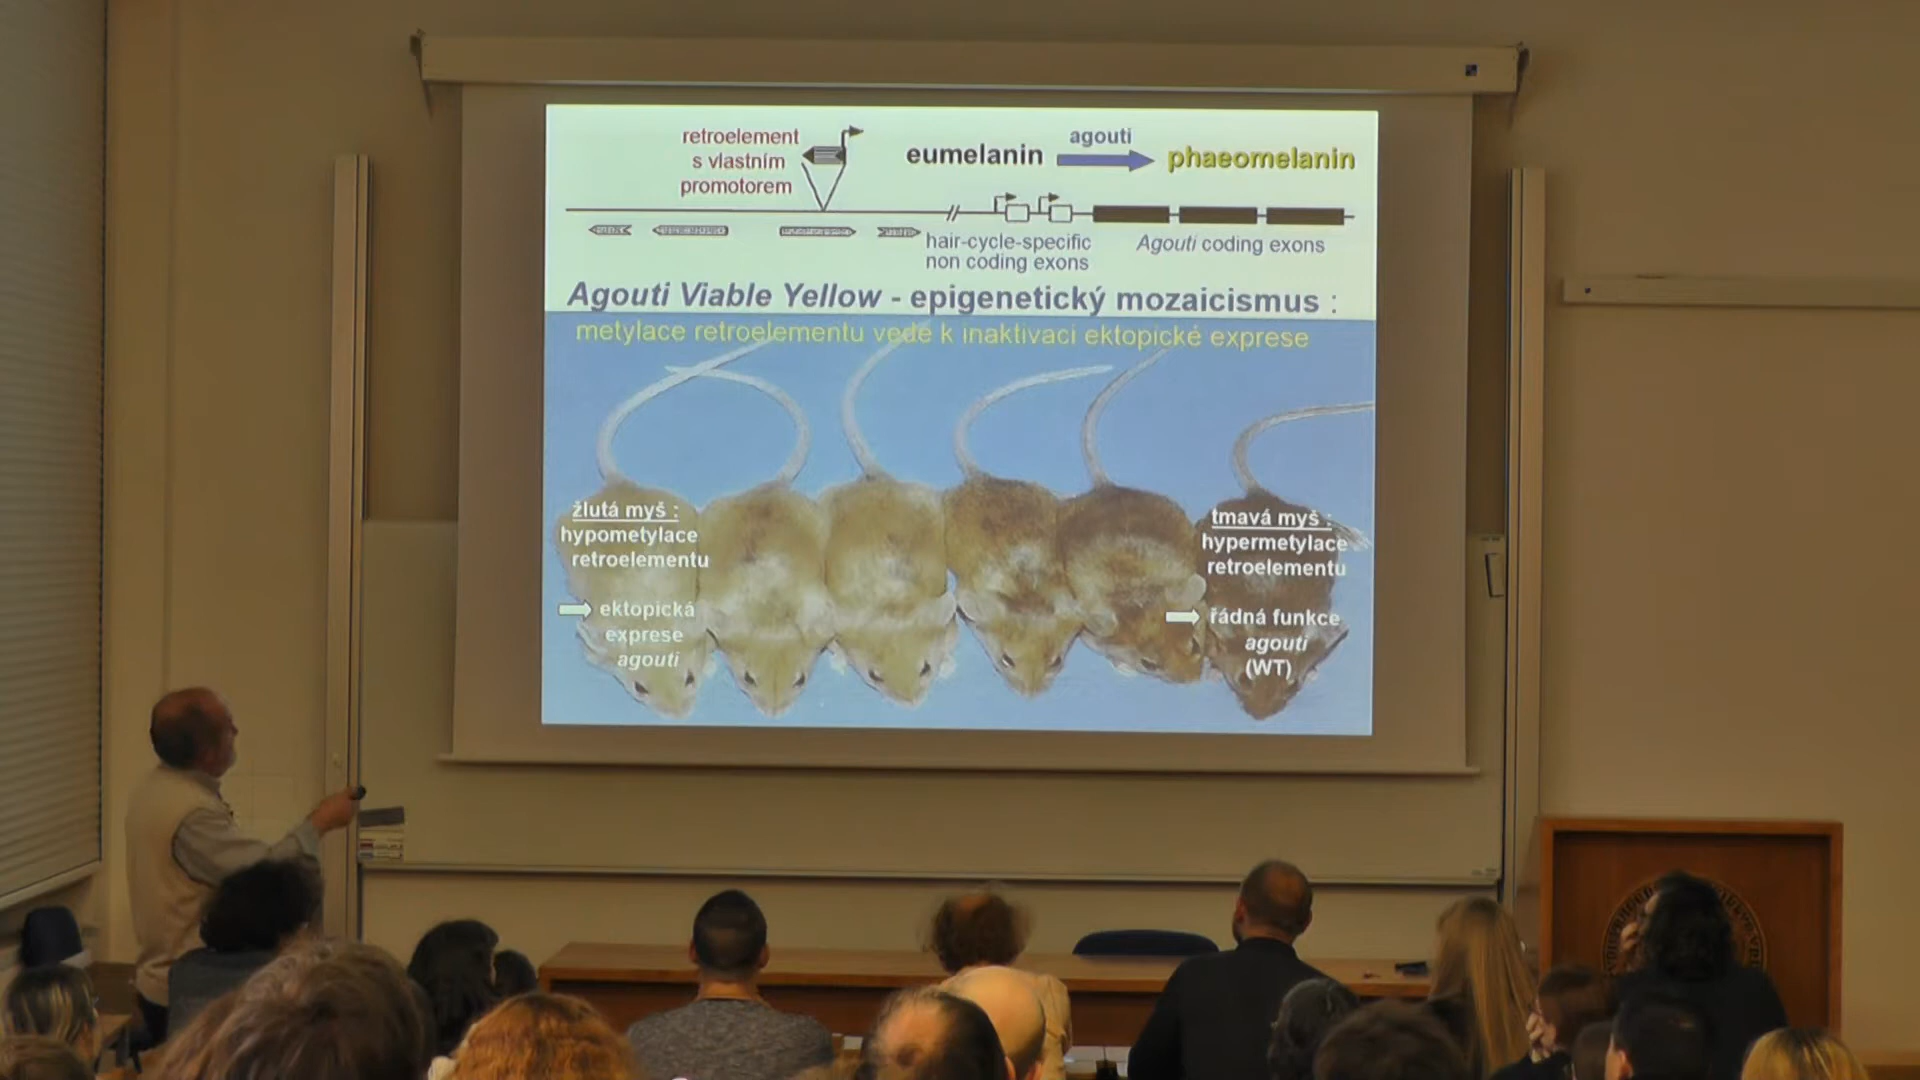 retroelement
s vlastním
promotorem
eumelanin
agouti
phaeomelanin
hair-cycle-specific
non coding exons
Agouti coding exons
Agouti Viable Yellow - epigenetický mozaicismus :
metylace retroelementu vede k inaktivaci ektopické exprese
žlutá myš :
hypometylace
retroelementu
ektopická
exprese
agouti
tmavá myš :
hypermetylace
retroelementu
řádná funkce
agouti
(WT)